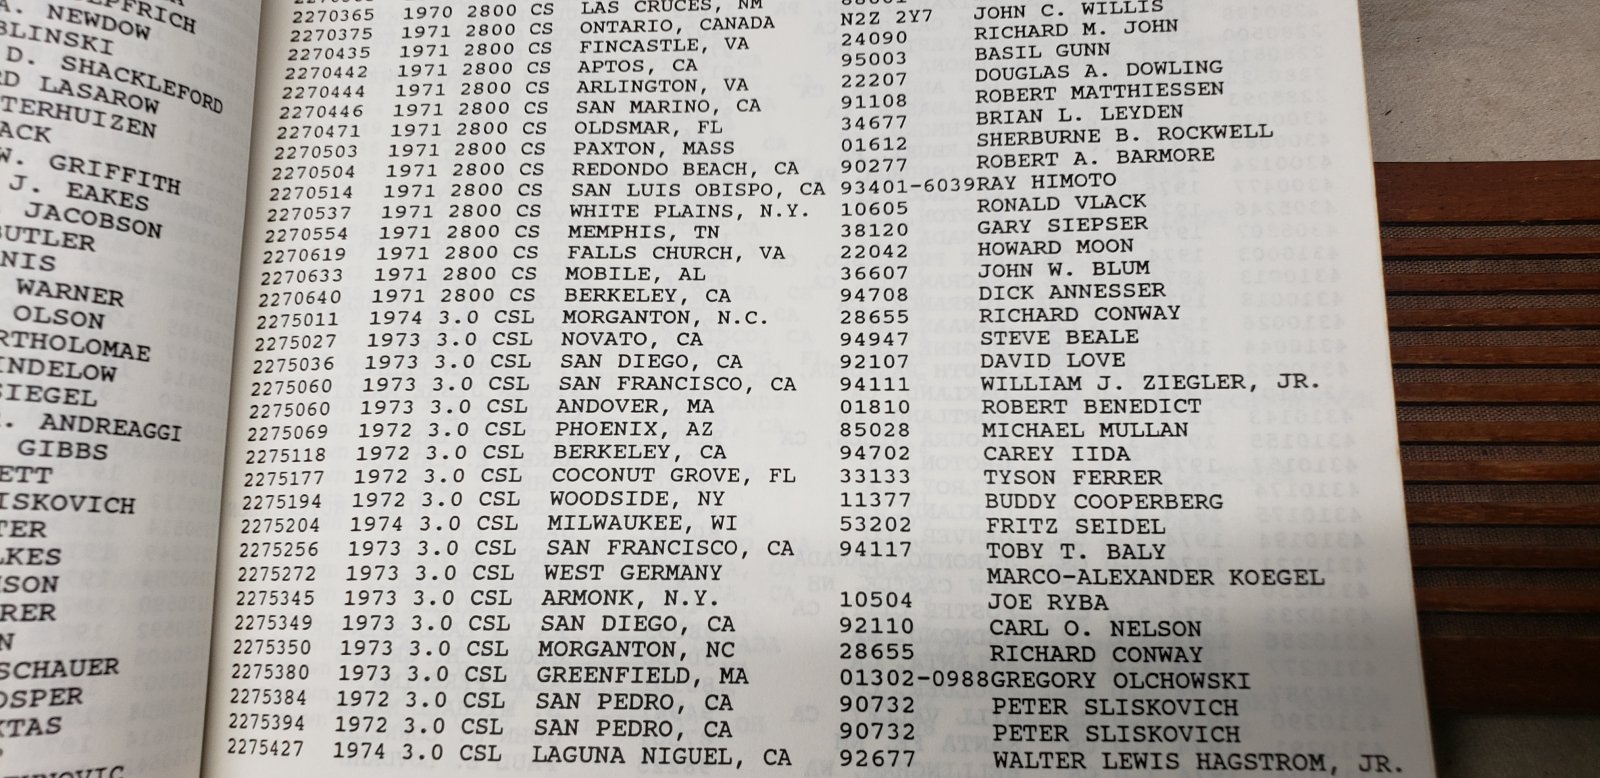 A. NEWDOW
D. SHACKLEFORD
LASAROW
W. GRIFFITH
J. EAKES
JACOBSON
BUTLER
WARNER
OLSON
SIEGEL
ANDREAGGI
GIBBS
2270365 1970 2800 CS LAS CRUCES, NM
2270375 1971 2800 CS ONTARIO, CANADA N2Z 2Y7 JOHN C. WILLIS
2270435 1971 2800 CS FINCASTLE, VA 24090 RICHARD M. JOHN
2270442 1971 2800 CS APTOS, CA 95003 BASIL GUNN
2270444 1971 2800 CS ARLINGTON, VA 22207 DOUGLAS A. DOWLING
2270446 1971 2800 CS SAN MARINO, CA 91108 ROBERT MATTHIESSEN
2270471 1971 2800 CS OLDSMAR, FL 34677 BRIAN L. LEYDEN
2270503 1971 2800 CS PAXTON, MASS 01612 SHERBURNE B. ROCKWELL
2270504 1971 2800 CS REDONDO BEACH, CA 90277 ROBERT A. BARMORE
2270514 1971 2800 CS SAN LUIS OBISPO, CA 93401-6039RAY HIMOTO
2270537 1971 2800 CS WHITE PLAINS, N.Y. 10605 RONALD VLACK
2270554 1971 2800 CS MEMPHIS, TN 38120 GARY SIEPSER
2270619 1971 2800 CS FALLS CHURCH, VA 22042 HOWARD MOON
2270633 1971 2800 CS MOBILE, AL 36607 JOHN W. BLUM
2270640 1971 2800 CS BERKELEY, CA 94708 DICK ANNESSER
2275011 1974 3.0 CSL MORGANTON, N.C. 28655 RICHARD CONWAY
2275027 1973 3.0 CSL NOVATO, CA 94947 STEVE BEALE
2275036 1973 3.0 CSL SAN DIEGO, CA 92107 DAVID LOVE
2275060 1973 3.0 CSL SAN FRANCISCO, CA 94111 WILLIAM J. ZIEGLER, JR.
2275060 1973 3.0 CSL ANDOVER, MA 01810 ROBERT BENEDICT
2275069 1972 3.0 CSL PHOENIX, AZ 85028 MICHAEL MULLAN
2275118 1972 3.0 CSL BERKELEY, CA 94702 CAREY IIDA
2275177 1972 3.0 CSL COCONUT GROVE, FL 33133 TYSON FERRER
2275194 1972 3.0 CSL WOODSIDE, NY 11377 BUDDY COOPERBERG
2275204 1974 3.0 CSL MILWAUKEE, WI 53202 FRITZ SEIDEL
2275256 1973 3.0 CSL SAN FRANCISCO, CA 94117 TOBY T. BALY
2275272 1973 3.0 CSL WEST GERMANY MARCO-ALEXANDER KOEGEL
2275345 1973 3.0 CSL ARMONK, N.Y. 10504 JOE RYBA
2275349 1973 3.0 CSL SAN DIEGO, CA 92110 CARL O. NELSON
2275350 1973 3.0 CSL MORGANTON, NC 28655 RICHARD CONWAY
2275380 1973 3.0 CSL GREENFIELD, MA 01302-0988GREGORY OLCHOWSKI
2275384 1972 3.0 CSL SAN PEDRO, CA 90732 PETER SLISKOVICH
2275394 1972 3.0 CSL SAN PEDRO, CA 90732 PETER SLISKOVICH
2275427 1974 3.0 CSL LAGUNA NIGUEL, CA 92677 WALTER LEWIS HAGSTROM, JR.